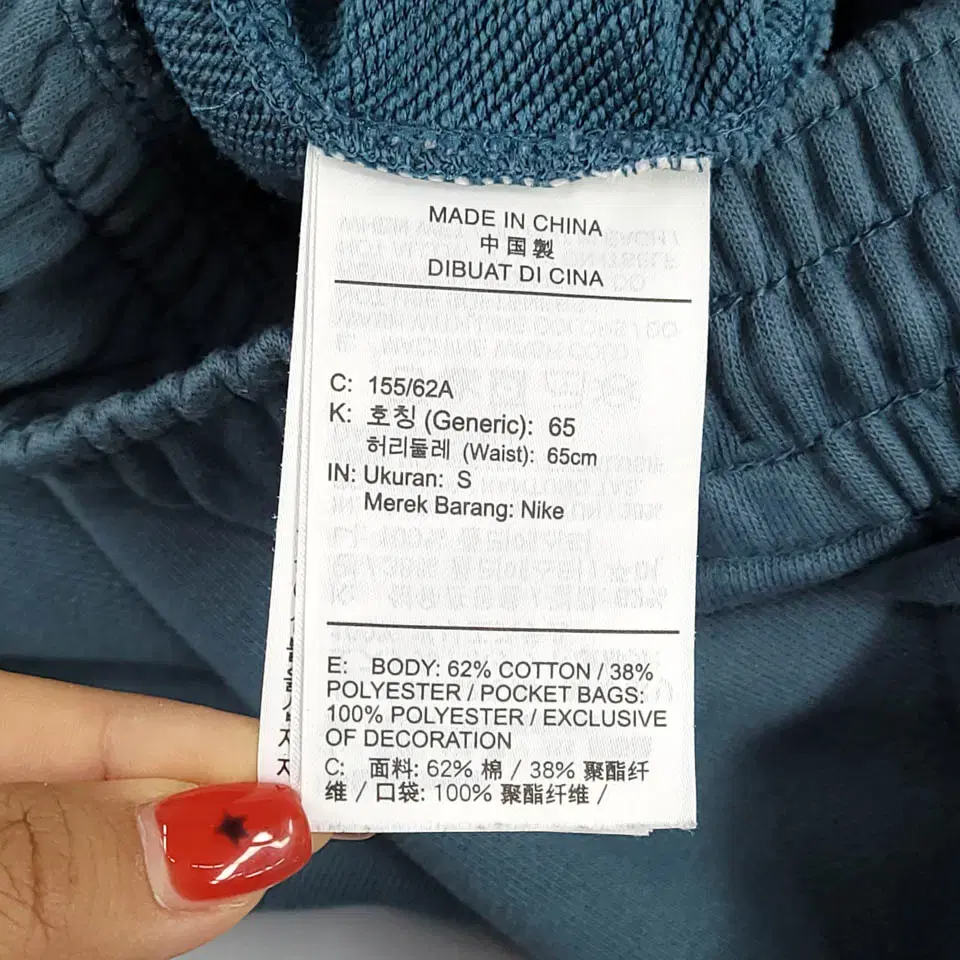 MADE IN CHINA
中国製
DIBUAT DI CINA
C: 155/62A
K: 호칭 (Generic): 65
허리둘레 (Waist): 65cm
IN: Ukuran: S
Merek Barang: Nike
E: BODY: 62% COTTON / 38%
POLYESTER / POCKET BAGS:
100% POLYESTER / EXCLUSIVE
OF DECORATION
C: 面料: 62% 棉 / 38% 聚酯纤
维 / 口袋: 100% 聚酯纤维 /